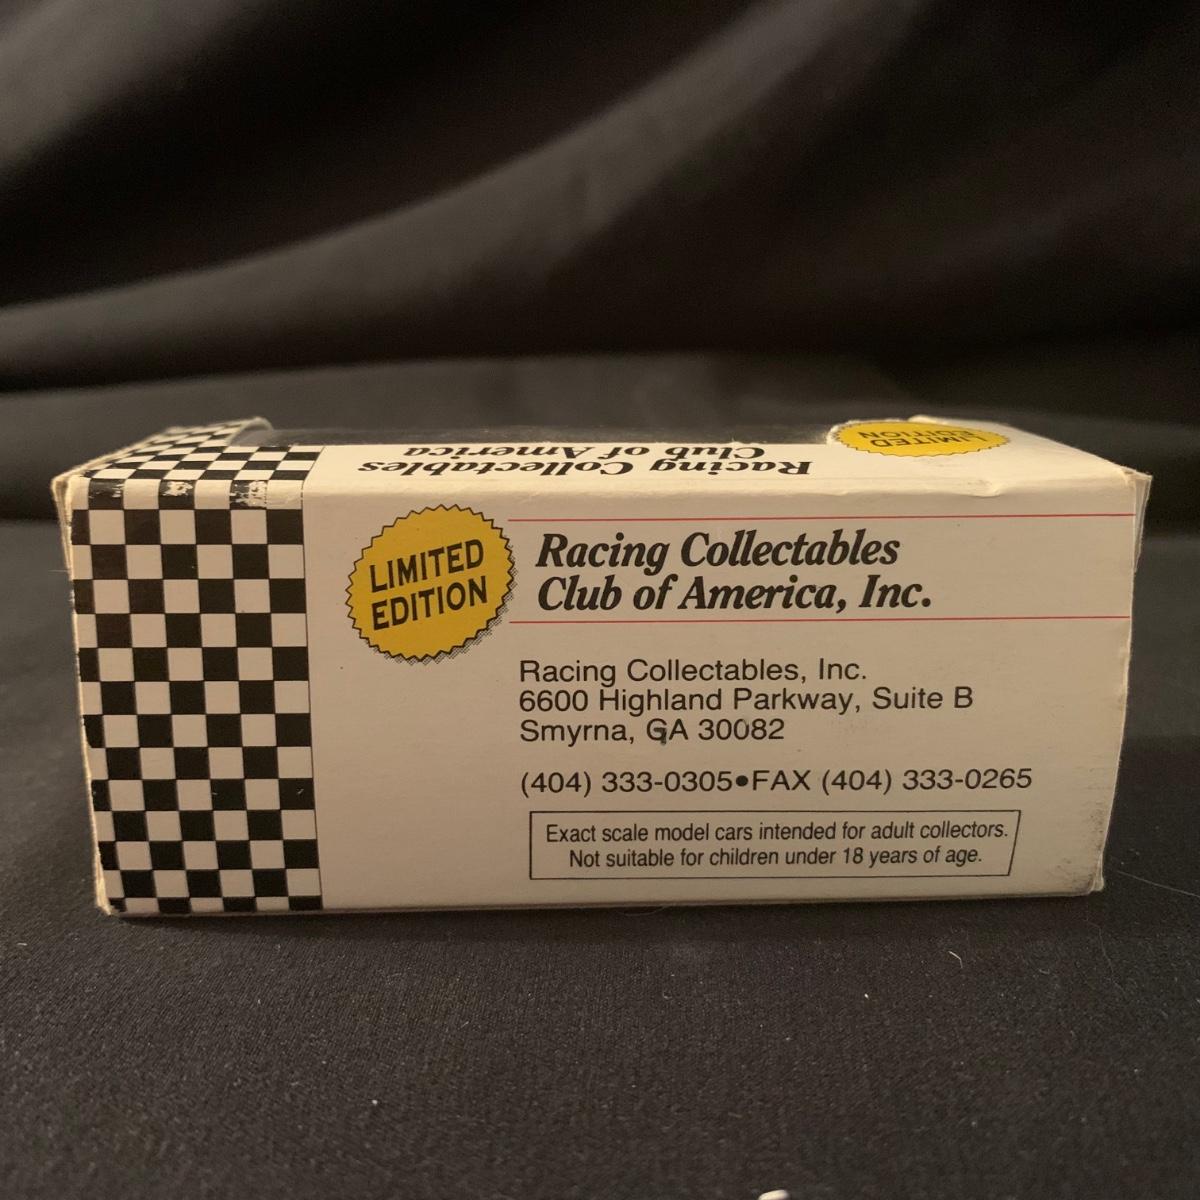 Racing Collectables
Club of America
LIMITED
EDITION
LIMITED
EDITION
Racing Collectables
Club of America, Inc.
Racing Collectables, Inc.
6600 Highland Parkway, Suite B
Smyrna, GA 30082
(404) 333-0305•FAX (404) 333-0265
Exact scale model cars intended for adult collectors.
Not suitable for children under 18 years of age.